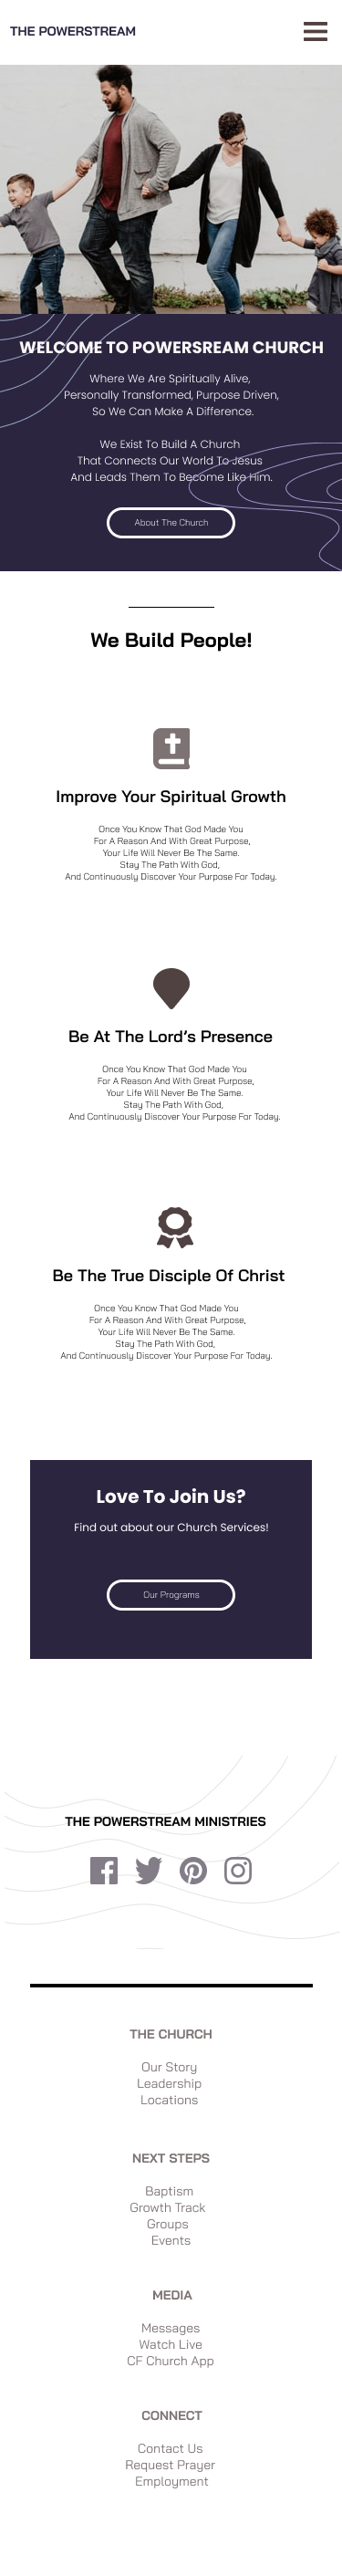 THE POWERSTREAM
WELCOME TO POWERSREAM CHURCH
Where We Are Spiritually Alive,
Personally Transformed, Purpose Driven,
So We Can Make A Difference.
We Exist To Build A Church
That Connects Our World To Jesus
And Leads Them To Become Like Him.
About The Church
We Build People!
Improve Your Spiritual Growth
Once You Know That God Made You
For A Reason And With Great Purpose,
Your Life Will Never Be The Same.
Stay The Path With God,
And Continuously Discover Your Purpose For Today.
Be At The Lord's Presence
Once You Know That God Made You
For A Reason And With Great Purpose,
Your Life Will Never Be The Same.
Stay The Path With God,
And Continuously Discover Your Purpose For Today.
Be The True Disciple Of Christ
Once You Know That God Made You
For A Reason And With Great Purpose,
Your Life Will Never Be The Same.
Stay The Path With God,
And Continuously Discover Your Purpose For Today.
Love To Join Us?
Find out about our Church Services!
Our Programs
THE POWERSTREAM MINISTRIES
THE CHURCH
Our Story
Leadership
Locations
NEXT STEPS
Baptism
Growth Track
Groups
Events
MEDIA
Messages
Watch Live
CF Church App
CONNECT
Contact Us
Request Prayer
Employment